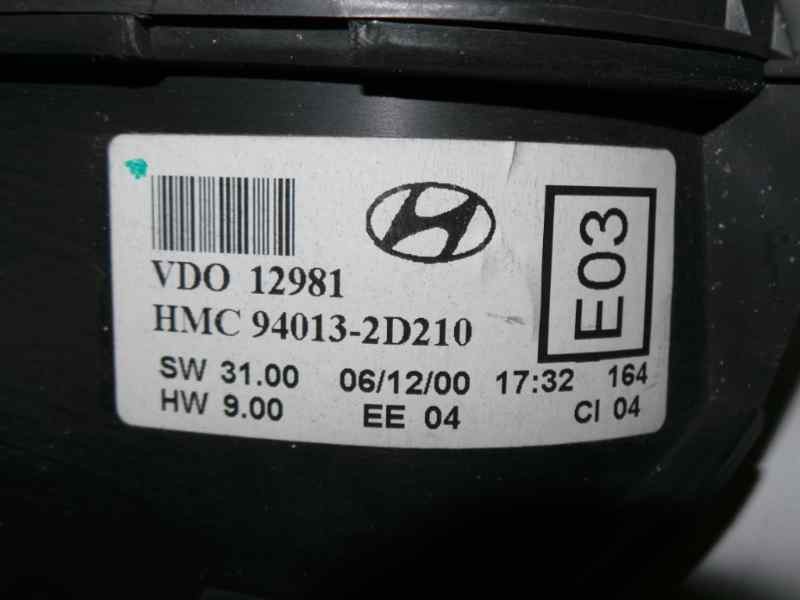 VDO 12981
HMC 94013-2D210
E03
SW 31.00 06/12/00 17:32 164
HW 9.00 EE 04 CI 04